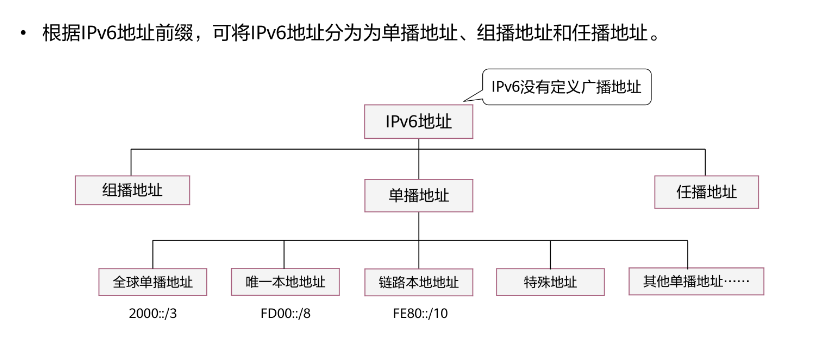 • 根据IPv6地址前缀，可将IPv6地址分为为单播地址、组播地址和任播地址。
IPv6没有定义广播地址
IPv6地址
组播地址
单播地址
任播地址
全球单播地址
唯一本地地址
链路本地地址
特殊地址
其他单播地址……
2000::/3
FD00::/8
FE80::/10